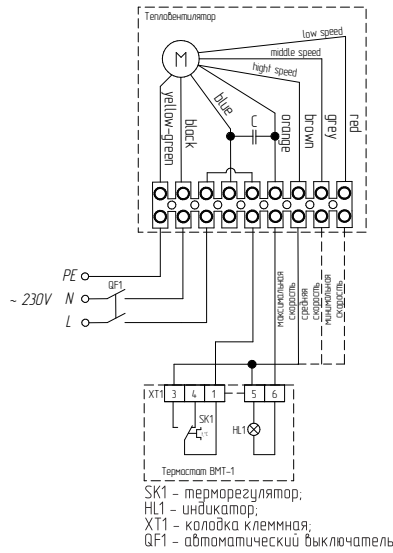 Тепловентилятор
low speed
middle speed
hight speed
M
yellow-green
black
blue
C
orange
brown
grey
red
PE
QF1
~ 230V
N
L
максимальная скорость
средняя скорость
минимальная скорость
XT1
3
4
1
5
6
SK1
t°C
HL1
Термостат ВМТ-1
SK1 - терморегулятор;
HL1 - индикатор;
XT1 - колодка клеммная;
QF1 - автоматический выключатель